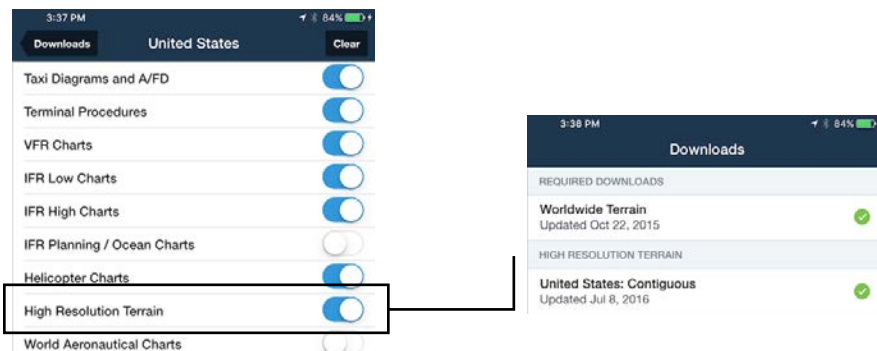 3:37 PM
84%
Downloads
United States
Clear
Taxi Diagrams and A/FD
Terminal Procedures
VFR Charts
IFR Low Charts
IFR High Charts
IFR Planning / Ocean Charts
Helicopter Charts
High Resolution Terrain
World Aeronautical Charts
3:38 PM
84%
Downloads
REQUIRED DOWNLOADS
Worldwide Terrain
Updated Oct 22, 2015
HIGH RESOLUTION TERRAIN
United States: Contiguous
Updated Jul 8, 2016